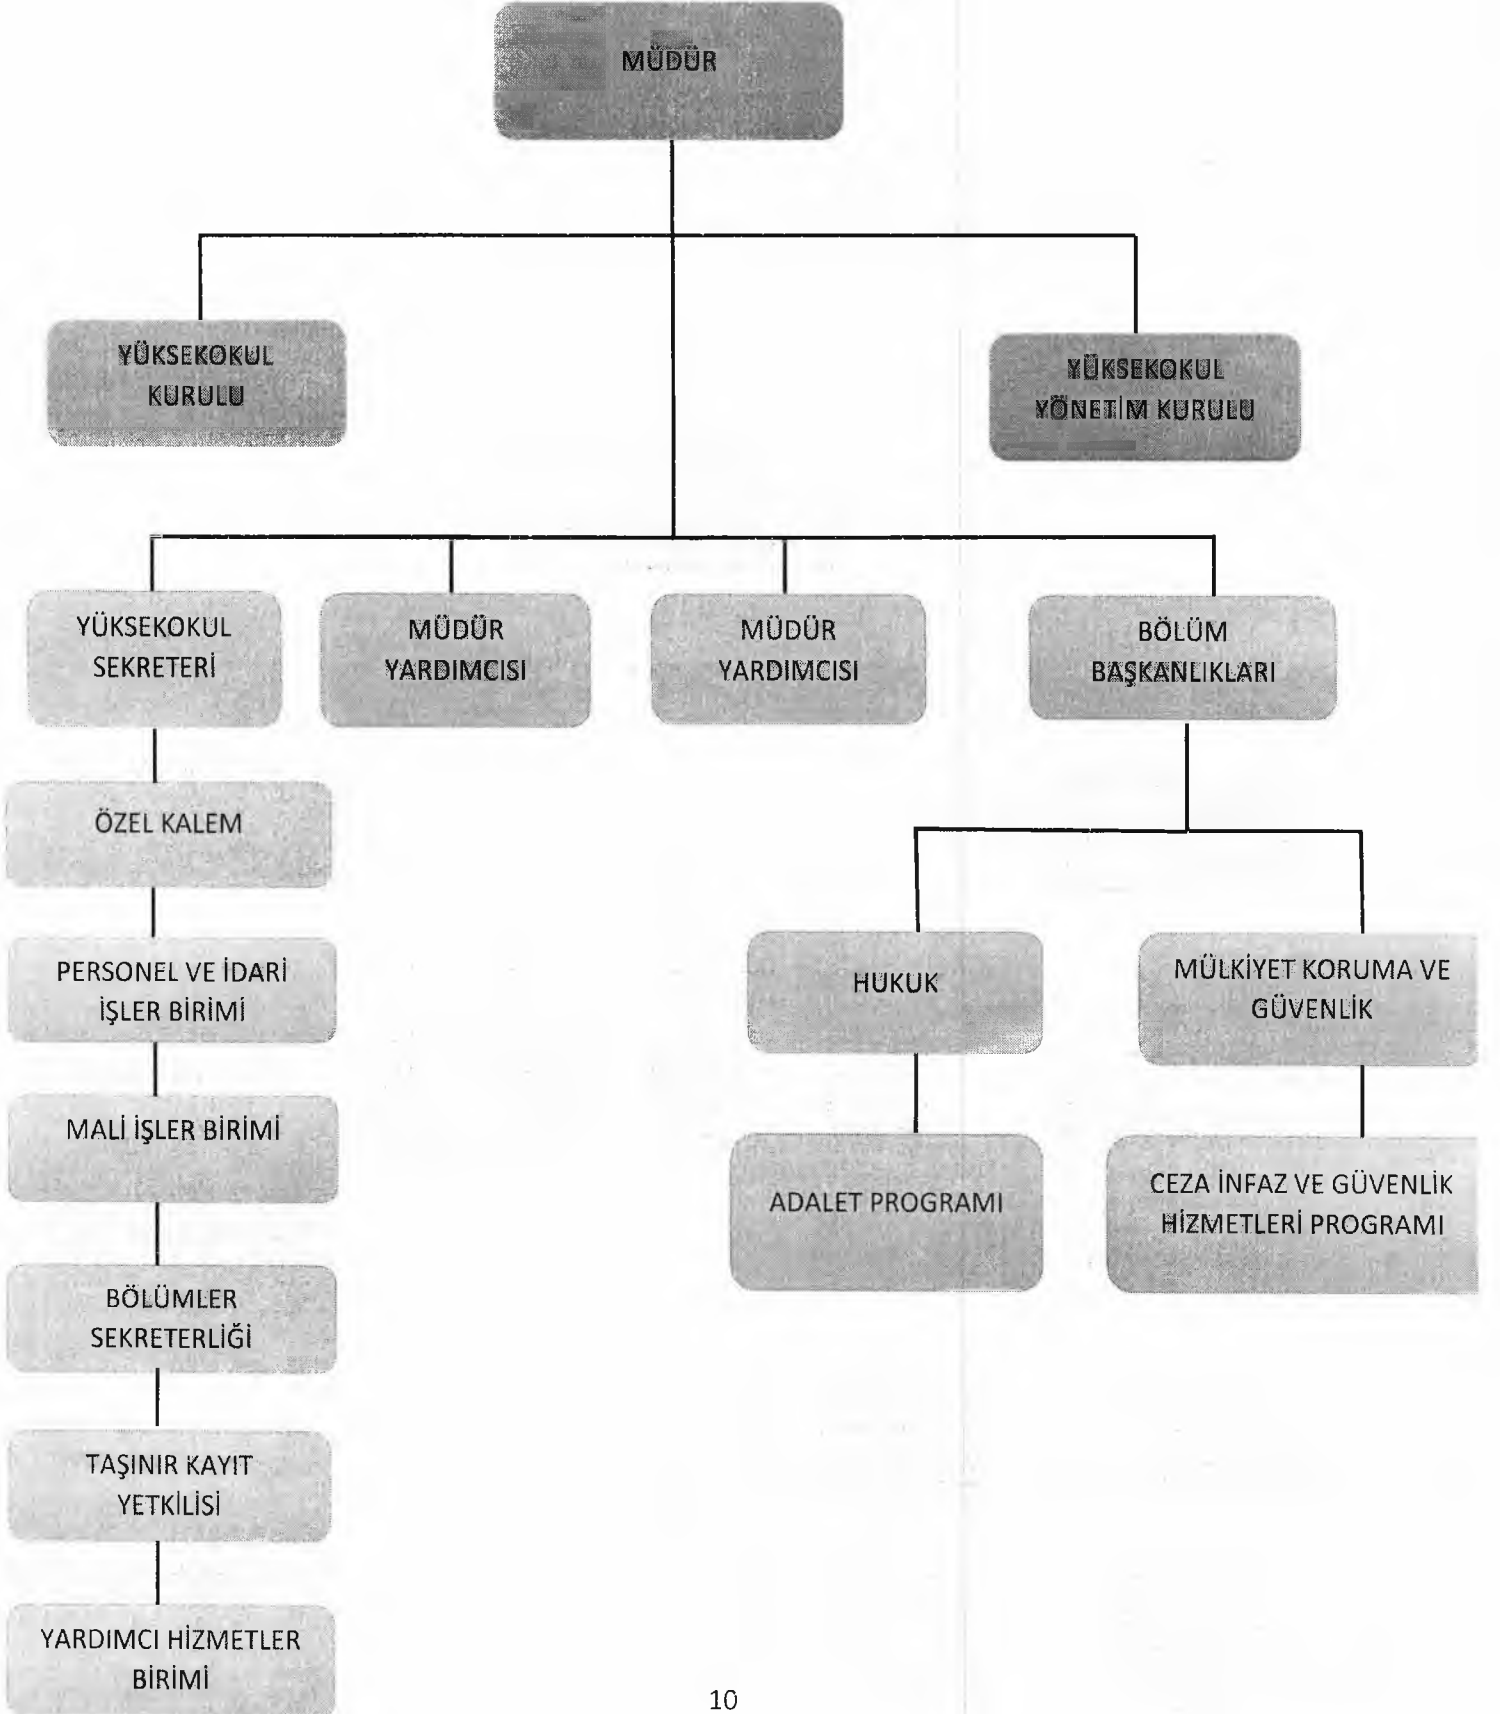 MÜDÜR
YÜKSEKOKUL
KURULU
YÜKSEKOKUL
YÖNETİM KURULU
YÜKSEKOKUL
SEKRETERİ
MÜDÜR
YARDIMCISI
MÜDÜR
YARDIMCISI
BÖLÜM
BAŞKANLIKLARI
ÖZEL KALEM
PERSONEL VE İDARİ
İŞLER BİRİMİ
HUKUK
MÜLKİYET KORUMA VE
GÜVENLİK
MALİ İŞLER BİRİMİ
ADALET PROGRAMI
CEZA İNFAZ VE GÜVENLİK
HİZMETLERİ PROGRAMI
BÖLÜMLER
SEKRETERLİĞİ
TAŞINIR KAYIT
YETKİLİSİ
YARDIMCI HİZMETLER
BİRİMİ
10